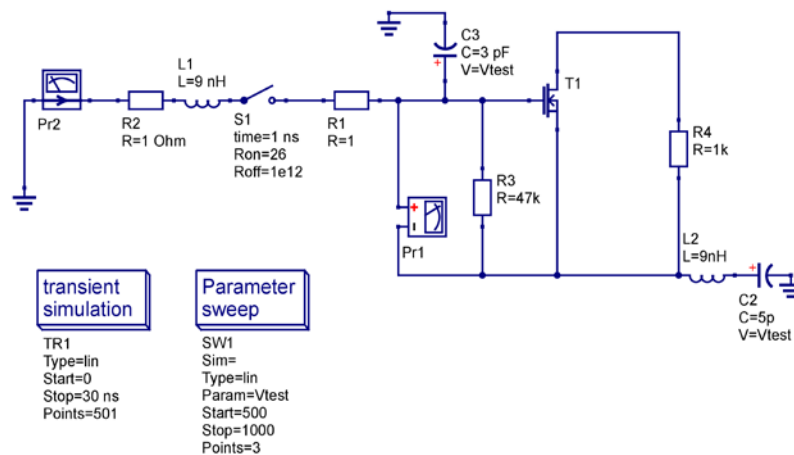 C3
C=3 pF
V=Vtest
L1
L=9 nH
T1
Pr2
R2
R=1 Ohm
S1
time=1 ns
Ron=26
Roff=1e12
R1
R=1
R3
R=47k
R4
R=1k
Pr1
L2
L=9nH
C2
C=5p
V=Vtest
transient
simulation
TR1
Type=lin
Start=0
Stop=30 ns
Points=501
Parameter
sweep
SW1
Sim=
Type=lin
Param=Vtest
Start=500
Stop=1000
Points=3